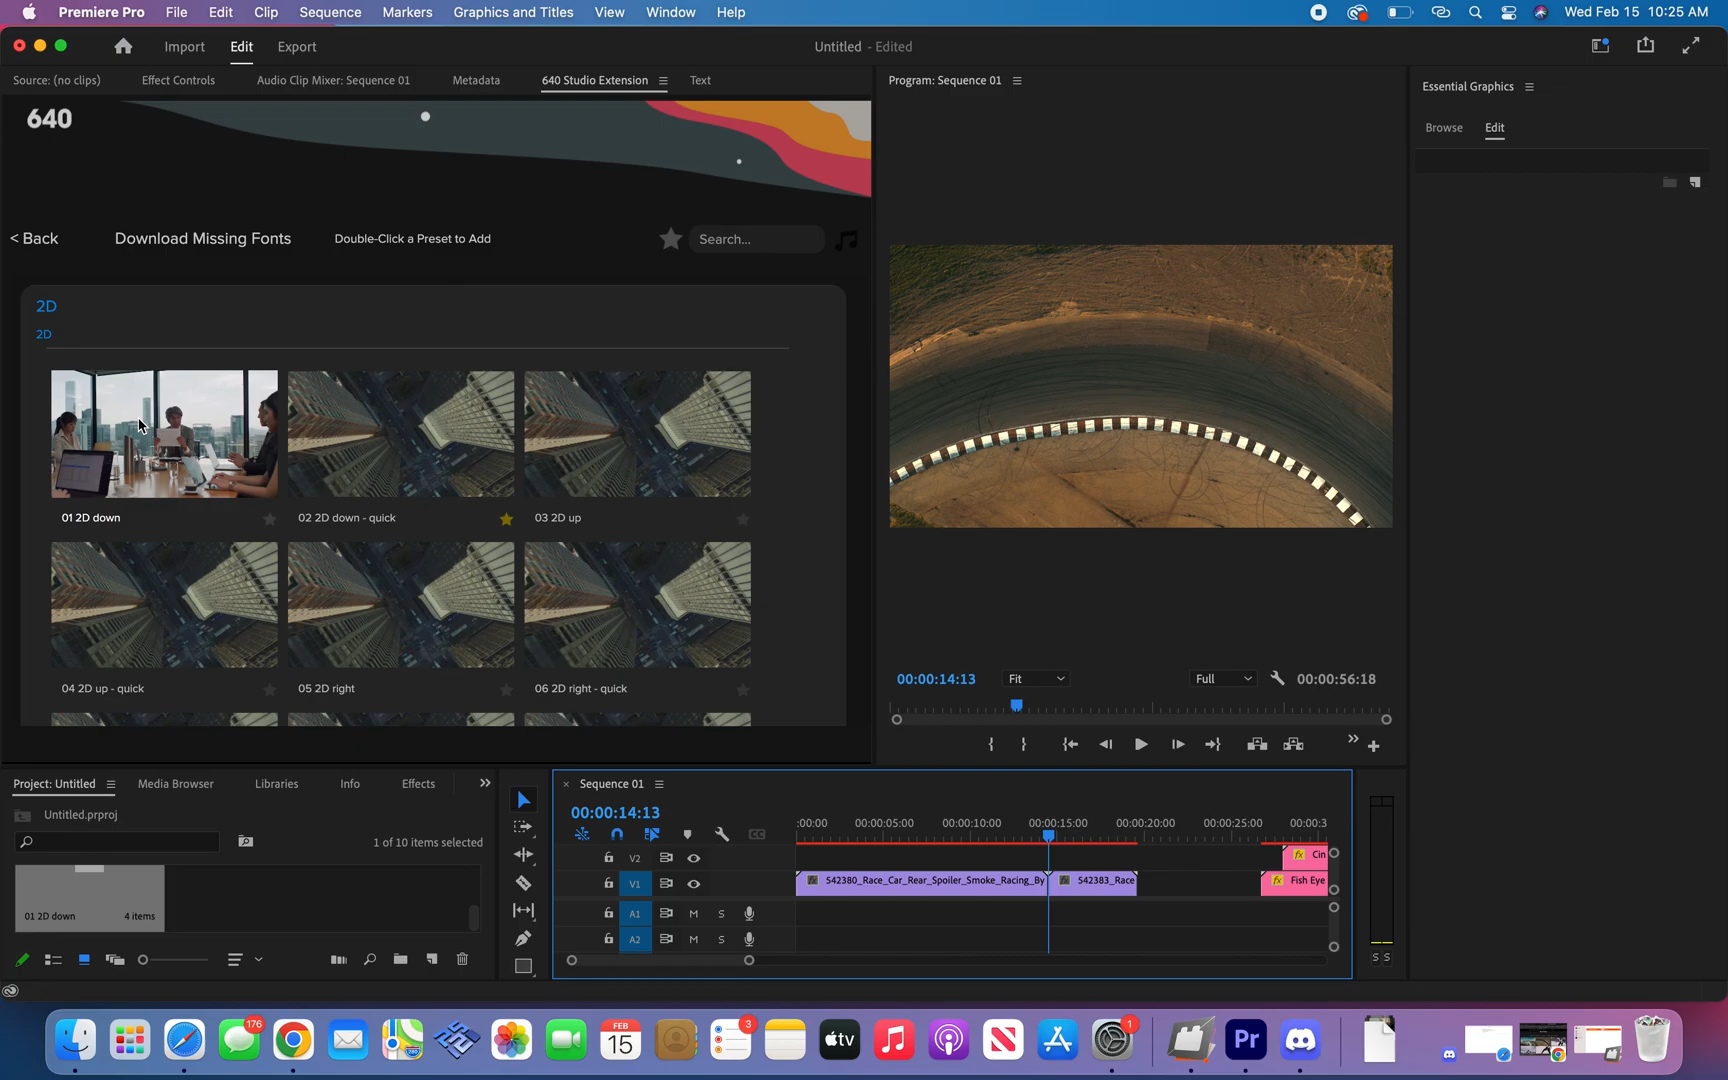 Premiere Pro File Edit Clip Sequence Markers Graphics and Titles View Window Help Wed Feb 15 10:25 AM
Import Edit Export Untitled - Edited
Source: (no clips) Effect Controls Audio Clip Mixer: Sequence 01 Metadata 640 Studio Extension Text Program: Sequence 01 Essential Graphics
640
Browse Edit
< Back Download Missing Fonts Double-Click a Preset to Add Search...
2D
2D
01 2D down 02 2D down - quick 03 2D up
04 2D up - quick 05 2D right 06 2D right - quick
00:00:14:13 Fit Full 00:00:56:18
Project: Untitled Media Browser Libraries Info Effects
Untitled.prproj
1 of 10 items selected
01 2D down 4 items
× Sequence 01
00:00:14:13
:00:00 00:00:05:00 00:00:10:00 00:00:15:00 00:00:20:00 00:00:25:00 00:00:3
V2 fx Cin
V1 fx 542380_Race_Car_Rear_Spoiler_Smoke_Racing_By fx 542383_Race fx Fish Eye
A1 M S
A2 M S
S S
176 FEB 15 3 tv 1 Pr